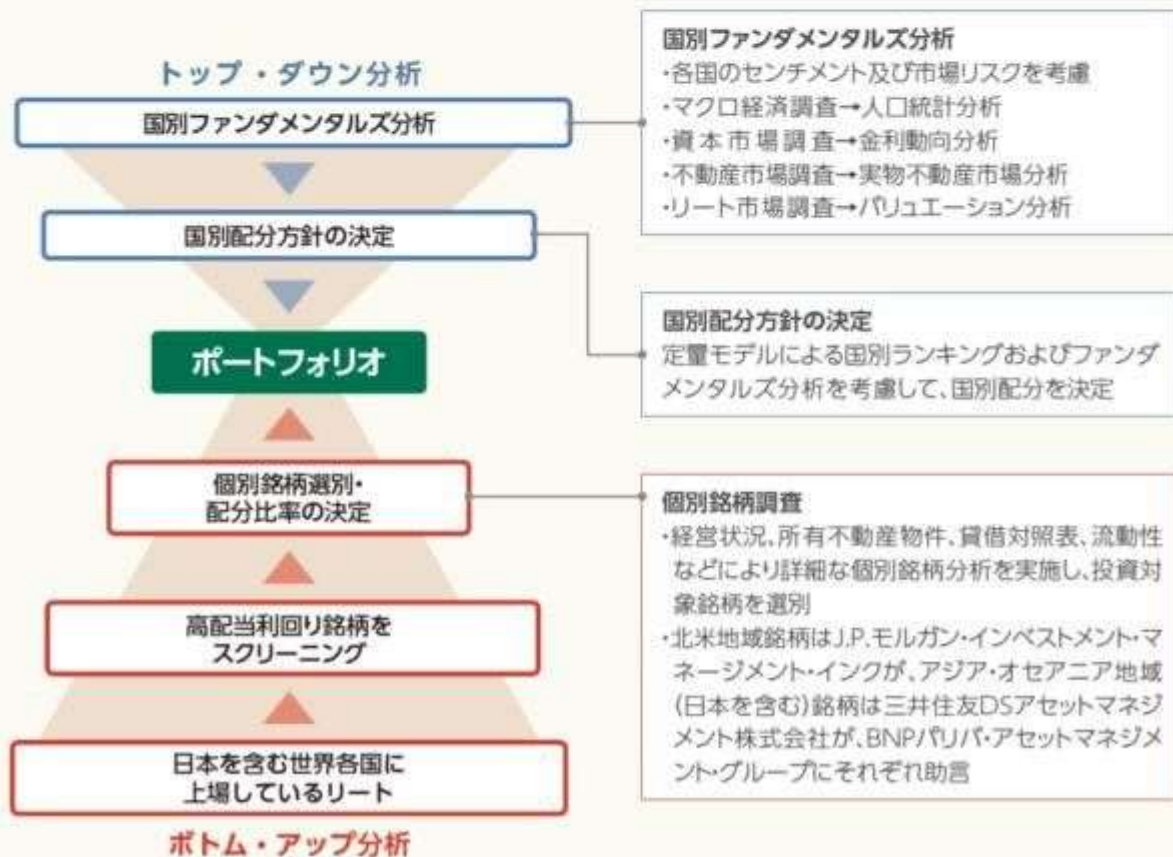 トップ・ダウン分析
国別ファンダメンタルズ分析
国別配分方針の決定
ポートフォリオ
個別銘柄選別・
配分比率の決定
高配当利回り銘柄を
スクリーニング
日本を含む世界各国に
上場しているリート
ボトム・アップ分析
国別ファンダメンタルズ分析
・各国のセンチメント及び市場リスクを考慮
・マクロ経済調査→人口統計分析
・資本市場調査→金利動向分析
・不動産市場調査→実物不動産市場分析
・リート市場調査→バリュエーション分析
国別配分方針の決定
定量モデルによる国別ランキングおよびファンダ
メンタルズ分析を考慮して、国別配分を決定
個別銘柄調査
・経営状況、所有不動産物件、貸借対照表、流動性
などにより詳細な個別銘柄分析を実施し、投資対
象銘柄を選別
・北米地域銘柄はJ.P.モルガン・インベストメント・マ
ネージメント・インクが、アジア・オセアニア地域
(日本を含む)銘柄は三井住友DSアセットマネジ
メント株式会社が、BNPパリバ・アセットマネジメ
ント・グループにそれぞれ助言